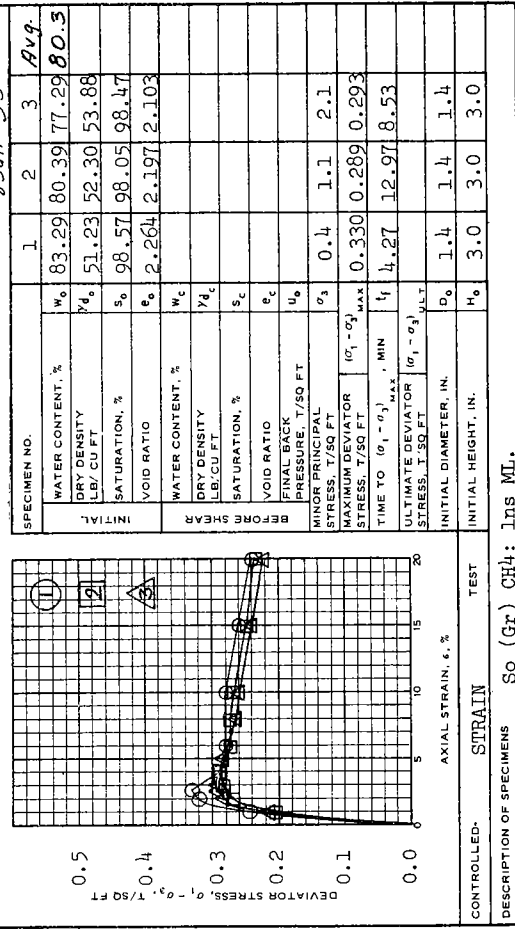 SPECIMEN NO. 1 2 3 Avg.
INITIAL
WATER CONTENT, % w₀ 83.29 80.39 77.29 80.3
DRY DENSITY LB/ CU FT γd₀ 51.23 52.30 53.88
SATURATION, % S₀ 98.57 98.05 98.47
VOID RATIO e₀ 2.264 2.197 2.103
BEFORE SHEAR
WATER CONTENT, % wc
DRY DENSITY LB/CU FT γdc
SATURATION, % Sc
VOID RATIO ec
FINAL BACK PRESSURE, T/SQ FT u₀
MINOR PRINCIPAL STRESS, T/SQ FT σ₃ 0.4 1.1 2.1
MAXIMUM DEVIATOR STRESS, T/SQ FT (σ₁ - σ₃) MAX 0.330 0.289 0.293
TIME TO (σ₁ - σ₃) MAX , MIN tf 4.27 12.97 8.53
ULTIMATE DEVIATOR STRESS, T SQ FT (σ₁ - σ₃) ULT
INITIAL DIAMETER, IN. D₀ 1.4 1.4 1.4
INITIAL HEIGHT, IN. H₀ 3.0 3.0 3.0
DEVIATOR STRESS, σ₁ - σ₃, T/SQ FT
0.5
0.4
0.3
0.2
0.1
0.0
1
2
3
0 5 10 15 20
AXIAL STRAIN, ε, %
CONTROLLED- STRAIN TEST
DESCRIPTION OF SPECIMENS So (Gr) CH4: lns ML.